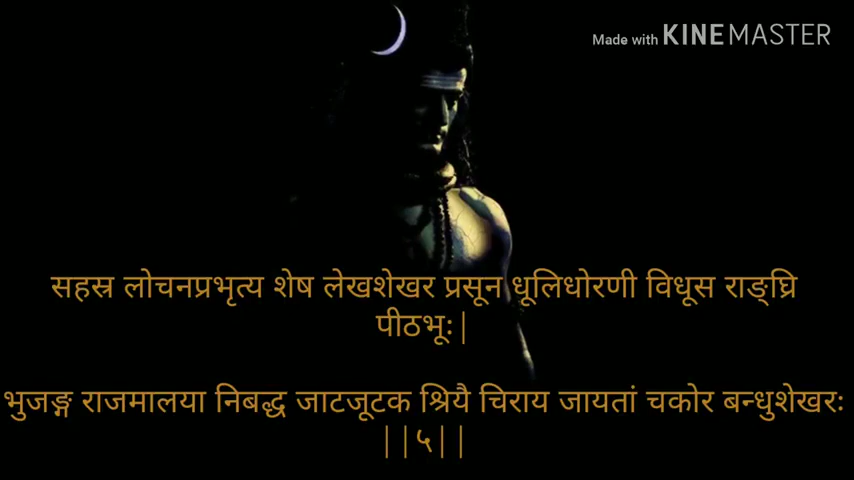 Made with KINEMASTER
सहस्र लोचनप्रभृत्य शेष लेखशेखर प्रसून धूलिधोरणी विधूस राङ्घ्रि
पीठभूः|
भुजङ्ग राजमालया निबद्ध जाटजूटक श्रियै चिराय जायतां चकोर बन्धुशेखरः
||५||